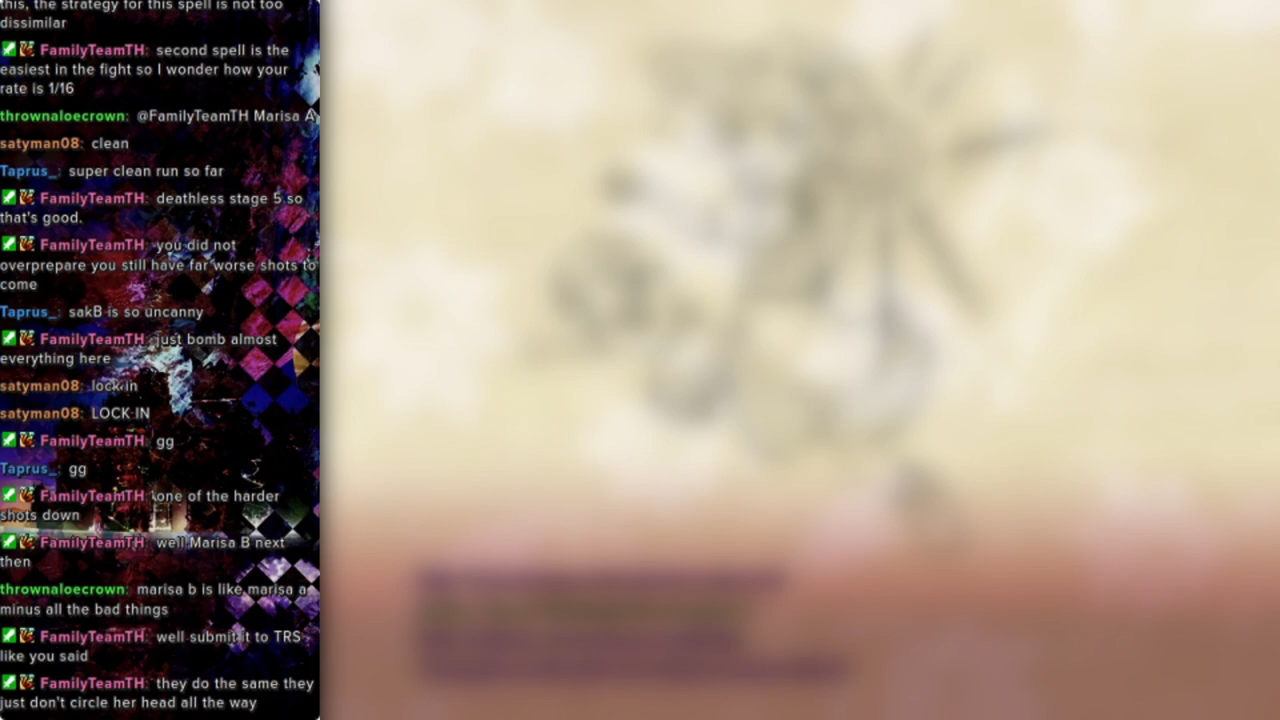 this, the strategy for this spell is not too
dissimilar
FamilyTeamTH: second spell is the
easiest in the fight so I wonder how your
rate is 1/16
thrownaloecrown: @FamilyTeamTH Marisa A
satyman08: clean
Taprus_: super clean run so far
FamilyTeamTH: deathless stage 5 so
that's good.
FamilyTeamTH: you did not
overprepare you still have far worse shots to
come
Taprus_: sakB is so uncanny
FamilyTeamTH: just bomb almost
everything here
satyman08: lock in
satyman08: LOCK IN
FamilyTeamTH: gg
Taprus_: gg
FamilyTeamTH: one of the harder
shots down
FamilyTeamTH: well Marisa B next
then
thrownaloecrown: marisa b is like marisa a
minus all the bad things
FamilyTeamTH: well submit it to TRS
like you said
FamilyTeamTH: they do the same they
just don't circle her head all the way